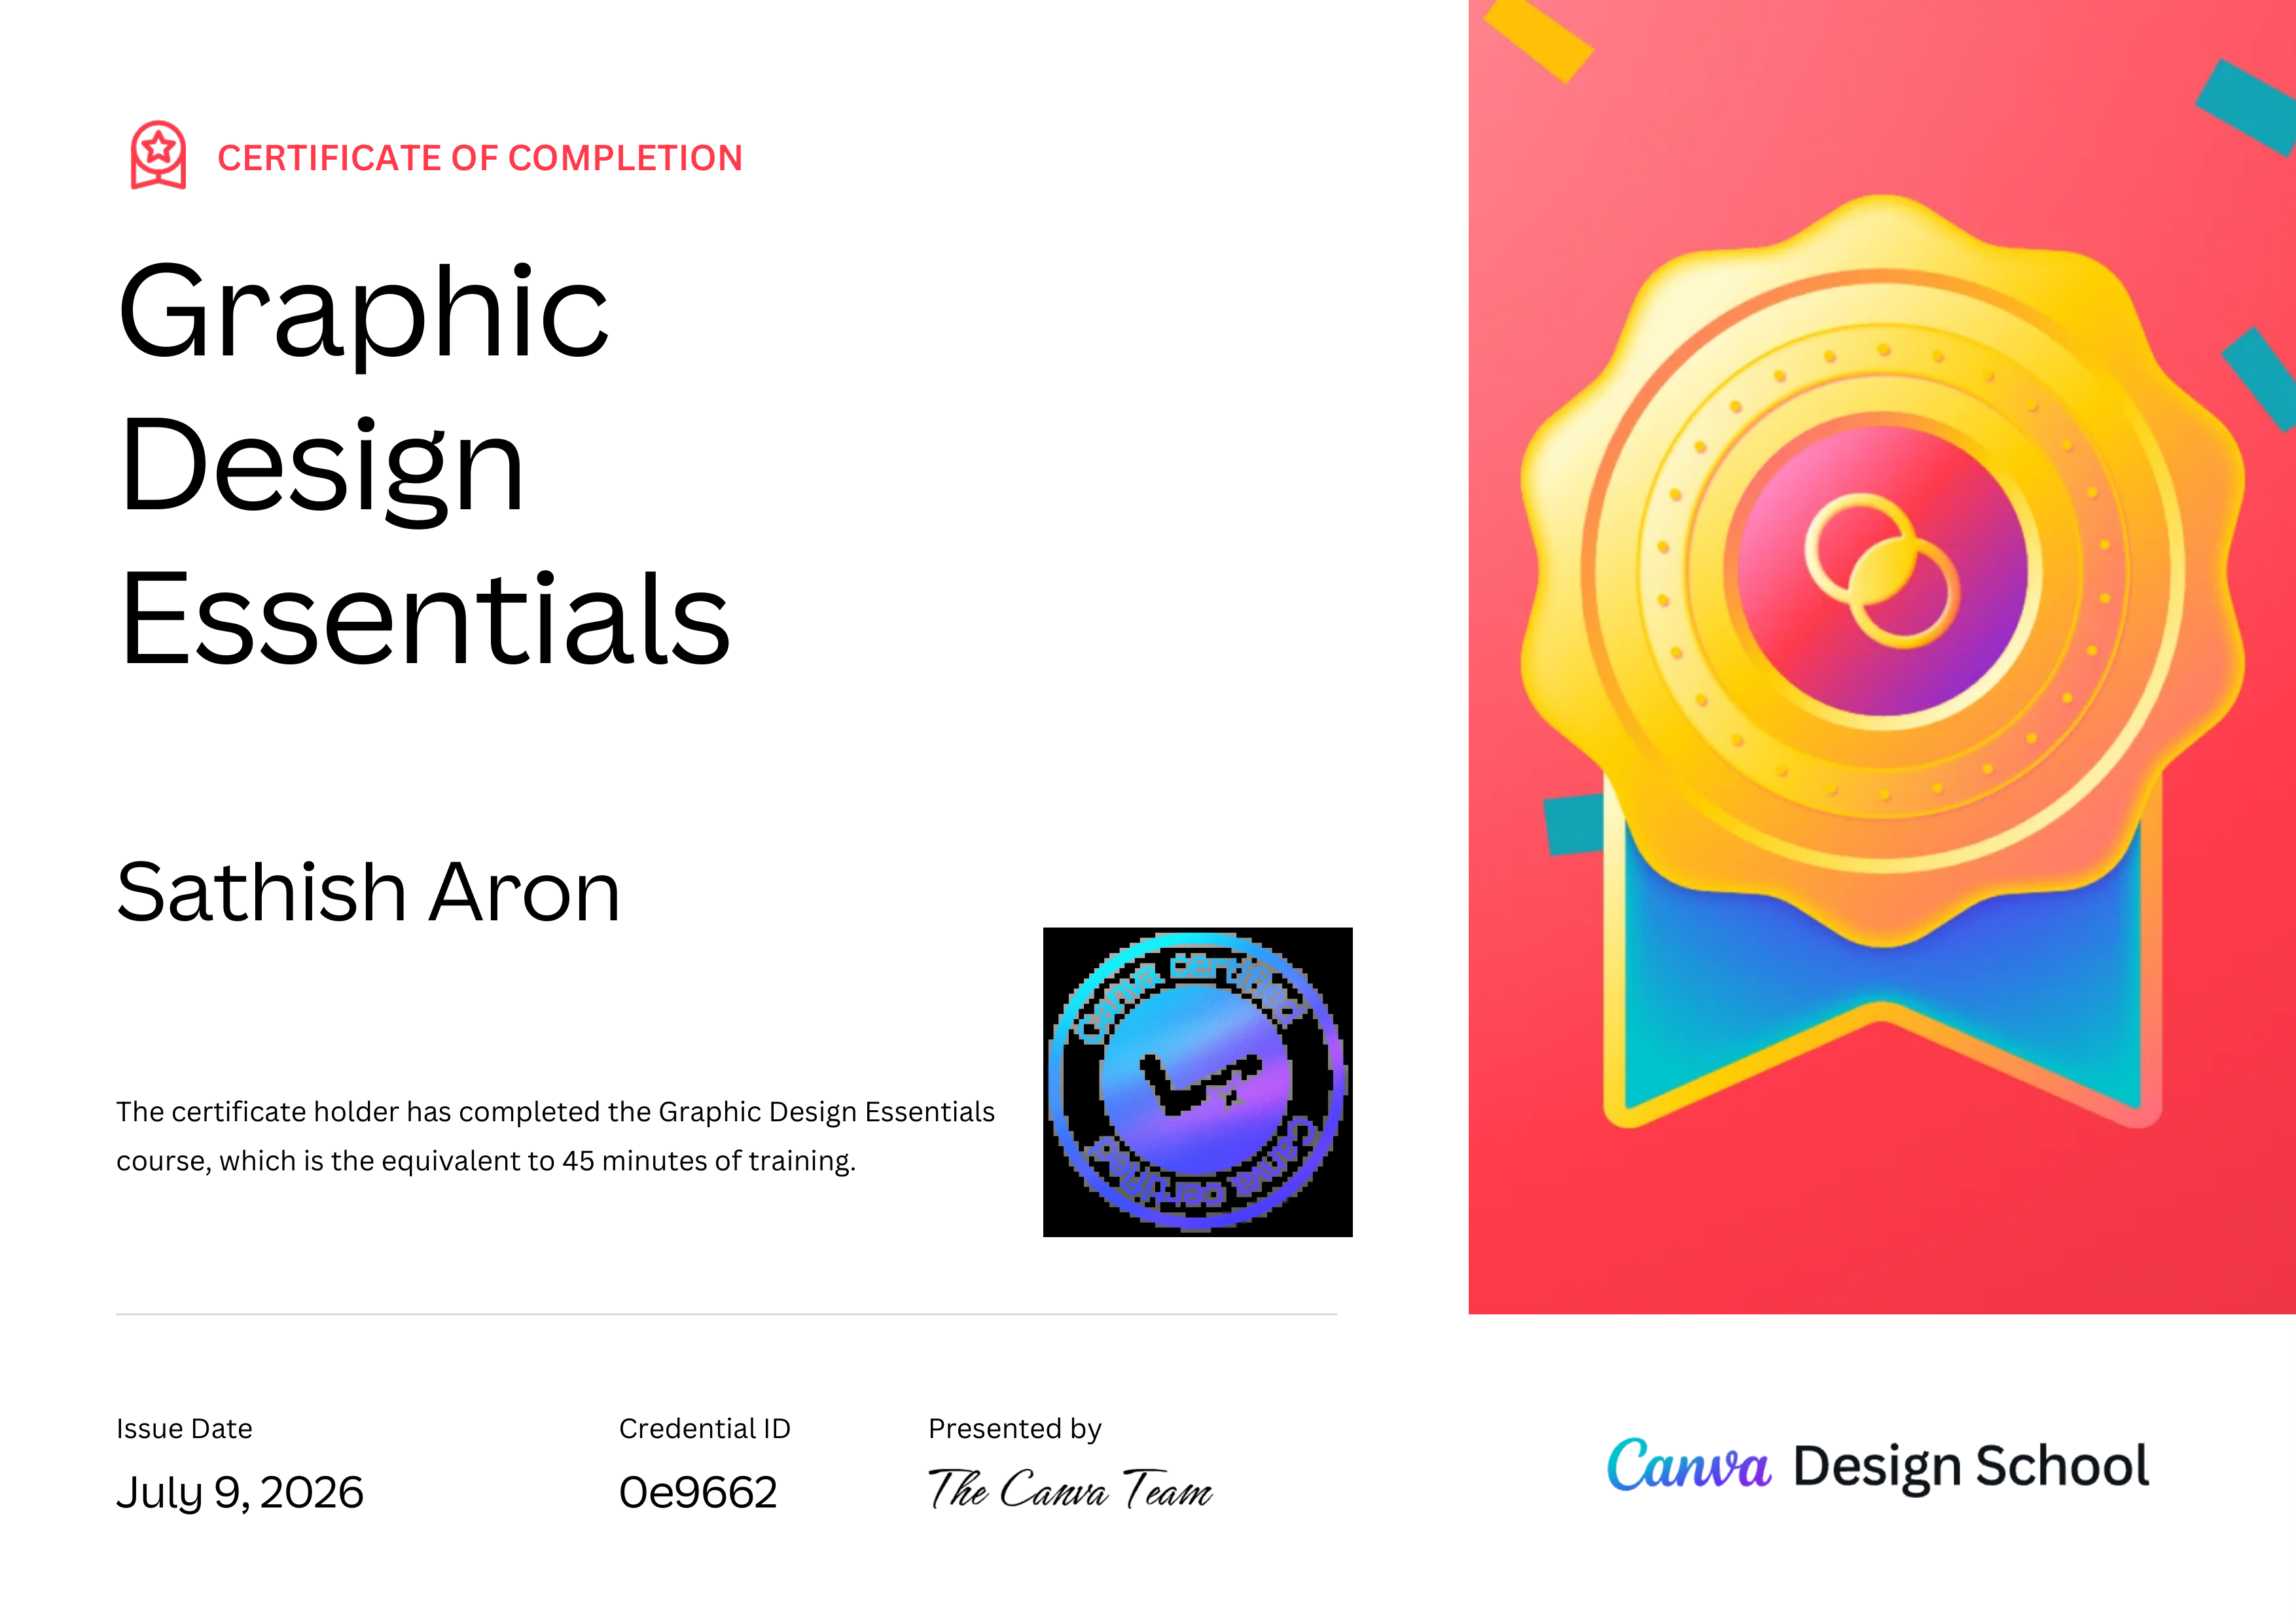 CERTIFICATE OF COMPLETION
Graphic
Design
Essentials
Sathish Aron
Canva certified
Canva certified
The certificate holder has completed the Graphic Design Essentials
course, which is the equivalent to 45 minutes of training.
Issue Date
July 9, 2026
Credential ID
0e9662
Presented by
The Canva Team
Canva Design School